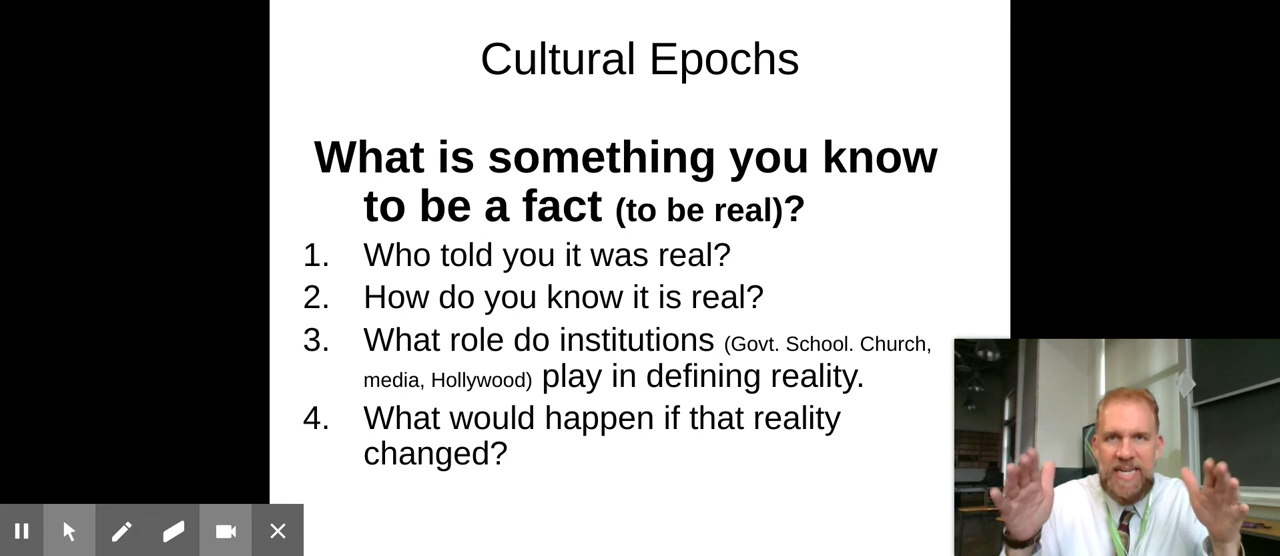 Cultural Epochs
What is something you know
to be a fact (to be real)?
1. Who told you it was real?
2. How do you know it is real?
3. What role do institutions (Govt. School. Church,
media, Hollywood) play in defining reality.
4. What would happen if that reality
changed?